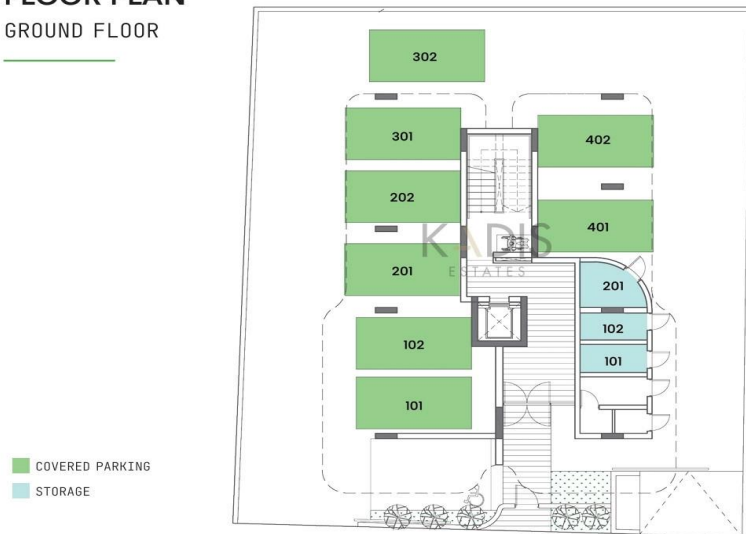 FLOOR PLAN
GROUND FLOOR
302
301
402
202
401
KADIS
ESTATES
201
201
102
102
101
101
COVERED PARKING
STORAGE